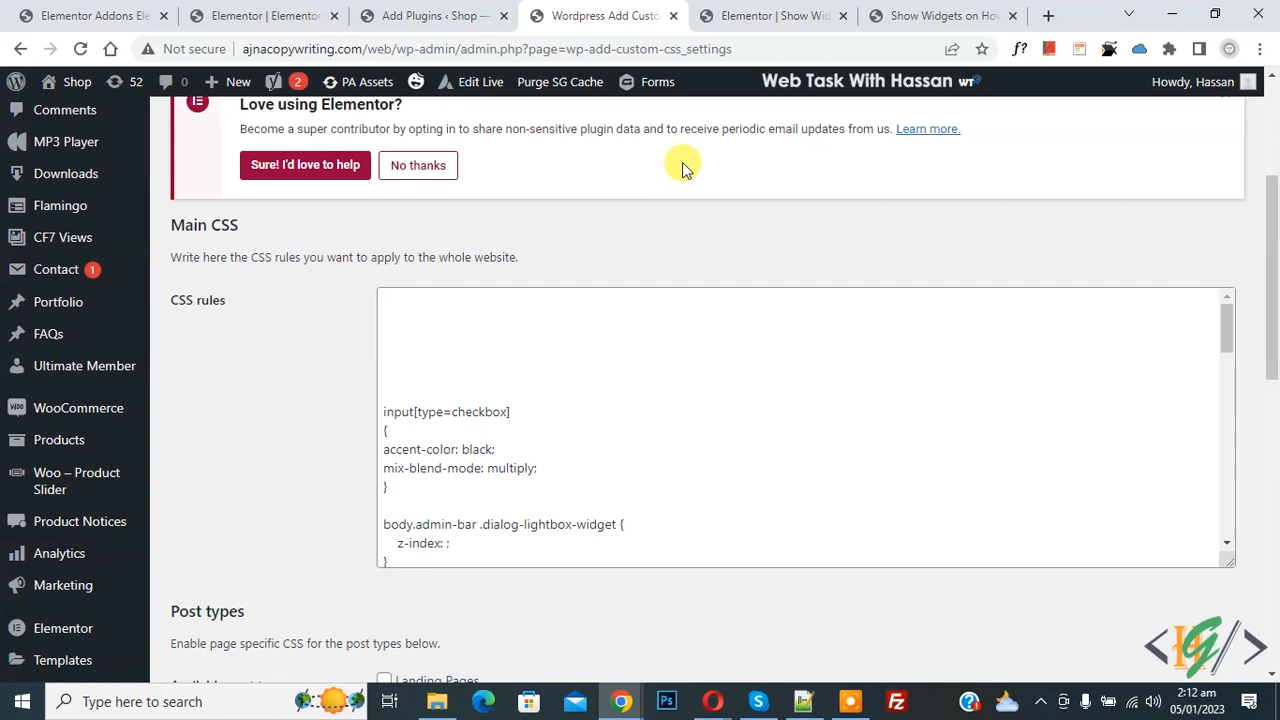 Elementor Addons Ele
Elementor | Elementor
Add Plugins ‹ Shop —
Wordpress Add Custo
Elementor | Show Wid
Show Widgets on Hov
Not secure
ajnacopywriting.com/web/wp-admin/admin.php?page=wp-add-custom-css_settings
f?
Shop
52
0
New
2
PA Assets
Edit Live
Purge SG Cache
Forms
Web Task With Hassan WT
Howdy, Hassan
Comments
MP3 Player
Downloads
Flamingo
CF7 Views
Contact 1
Portfolio
FAQs
Ultimate Member
WooCommerce
Products
Woo – Product
Slider
Product Notices
Analytics
Marketing
Elementor
Templates
Love using Elementor?
Become a super contributor by opting in to share non-sensitive plugin data and to receive periodic email updates from us. Learn more.
Sure! I'd love to help
No thanks
Main CSS
Write here the CSS rules you want to apply to the whole website.
CSS rules
input[type=checkbox]
{
accent-color: black;
mix-blend-mode: multiply;
}
body.admin-bar .dialog-lightbox-widget {
z-index: ;
}
Post types
Enable page specific CSS for the post types below.
Landing Pages
Type here to search
Ps
2:12 am
05/01/2023